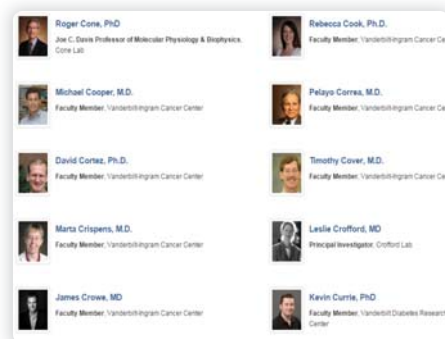 Roger Cone, PhD
Joe C. Davis Professor of Molecular Physiology & Biophysics,
Cone Lab
Rebecca Cook, Ph.D.
Faculty Member, Vanderbilt-Ingram Cancer Ce
Michael Cooper, M.D.
Faculty Member, Vanderbilt-Ingram Cancer Center
Pelayo Correa, M.D.
Faculty Member, Vanderbilt-Ingram Cancer Ce
David Cortez, Ph.D.
Faculty Member, Vanderbilt-Ingram Cancer Center
Timothy Cover, M.D.
Faculty Member, Vanderbilt-Ingram Cancer Ce
Marta Crispens, M.D.
Faculty Member, Vanderbilt-Ingram Cancer Center
Leslie Crofford, MD
Principal Investigator, Crofford Lab
James Crowe, MD
Faculty Member, Vanderbilt-Ingram Cancer Center
Kevin Currie, PhD
Faculty Member, Vanderbilt Diabetes Research
Center